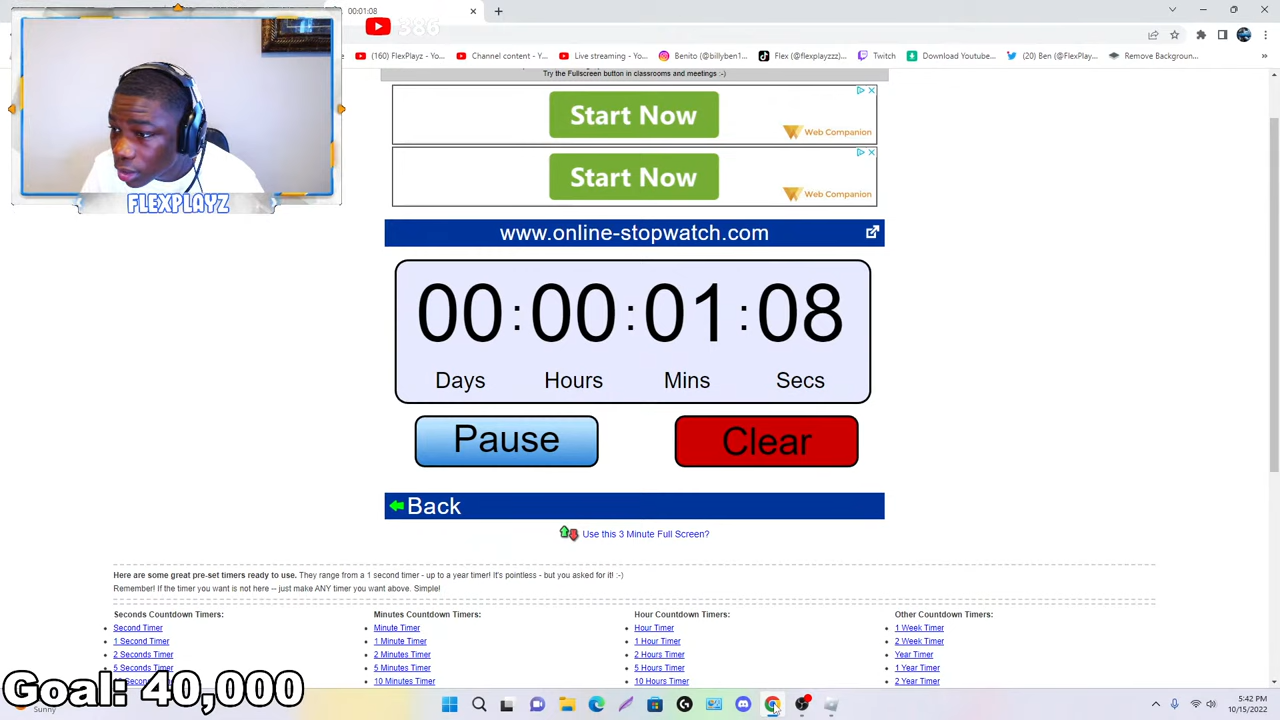 00:01:08
386
(160) FlexPlayz - Yo...
Channel content - Y...
Live streaming - Yo...
Benito (@billyben1...
Flex (@flexplayzzz)...
Twitch
Download Youtube...
(20) Ben (@FlexPlay...
Remove Backgroun...
Try the Fullscreen button in classrooms and meetings :-)
Start Now
Web Companion
Start Now
Web Companion
FLEXPLAYZ
www.online-stopwatch.com
00:00:01:08
Days Hours Mins Secs
Pause Clear
Back
Use this 3 Minute Full Screen?
Here are some great pre-set timers ready to use. They range from a 1 second timer - up to a year timer! It's pointless - but you asked for it! :-)
Remember! If the timer you want is not here -- just make ANY timer you want above. Simple!
Seconds Countdown Timers: Minutes Countdown Timers: Hour Countdown Timers: Other Countdown Timers:
Second Timer Minute Timer Hour Timer 1 Week Timer
1 Second Timer 1 Minute Timer 1 Hour Timer 2 Week Timer
2 Seconds Timer 2 Minutes Timer 2 Hours Timer Year Timer
5 Seconds Timer 5 Minutes Timer 5 Hours Timer 1 Year Timer
10 Minutes Timer 10 Hours Timer 2 Year Timer
Goal: 40,000
Sunny
:42 PM
10/15/2022